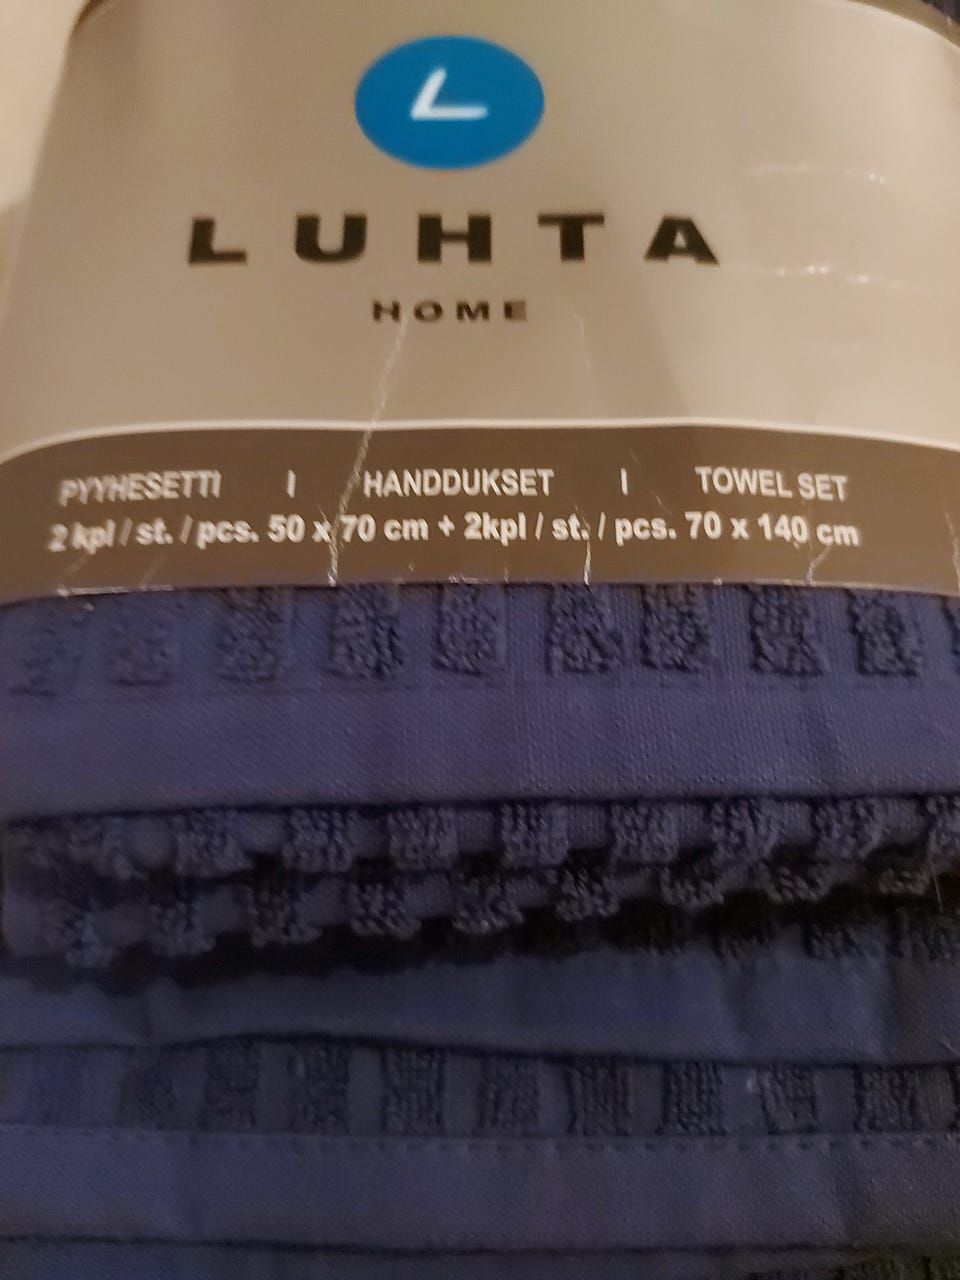 L
LUHTA
HOME
PYYHESETTI | HANDDUKSET | TOWEL SET
2 kpl / st. / pcs. 50 x 70 cm + 2kpl / st. / pcs. 70 x 140 cm